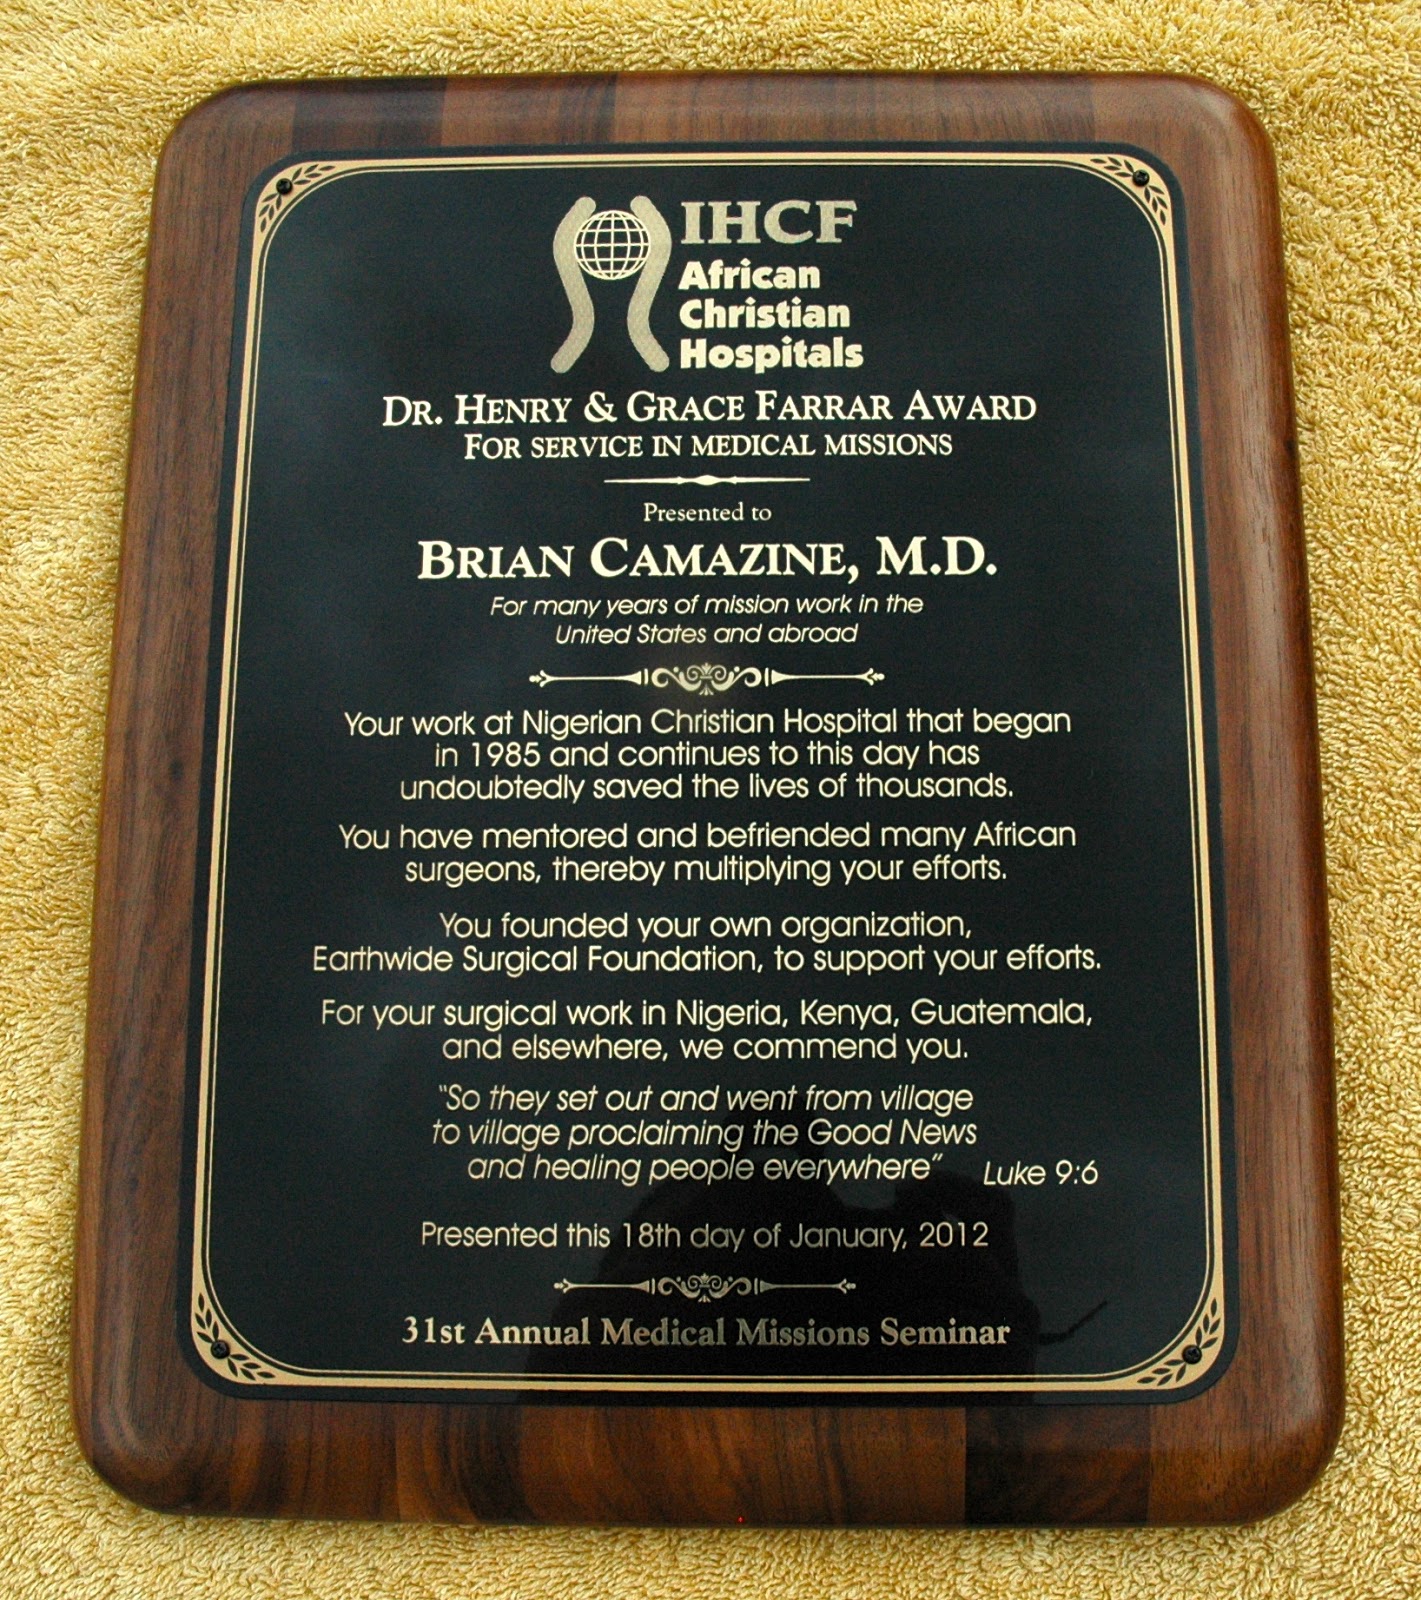 IHCF
African
Christian
Hospitals
DR. HENRY & GRACE FARRAR AWARD
FOR SERVICE IN MEDICAL MISSIONS
Presented to
BRIAN CAMAZINE, M.D.
For many years of mission work in the
United States and abroad
Your work at Nigerian Christian Hospital that began
in 1985 and continues to this day has
undoubtedly saved the lives of thousands.
You have mentored and befriended many African
surgeons, thereby multiplying your efforts.
You founded your own organization,
Earthwide Surgical Foundation, to support your efforts.
For your surgical work in Nigeria, Kenya, Guatemala,
and elsewhere, we commend you.
"So they set out and went from village
to village proclaiming the Good News
and healing people everywhere" Luke 9:6
Presented this 18th day of January, 2012
31st Annual Medical Missions Seminar